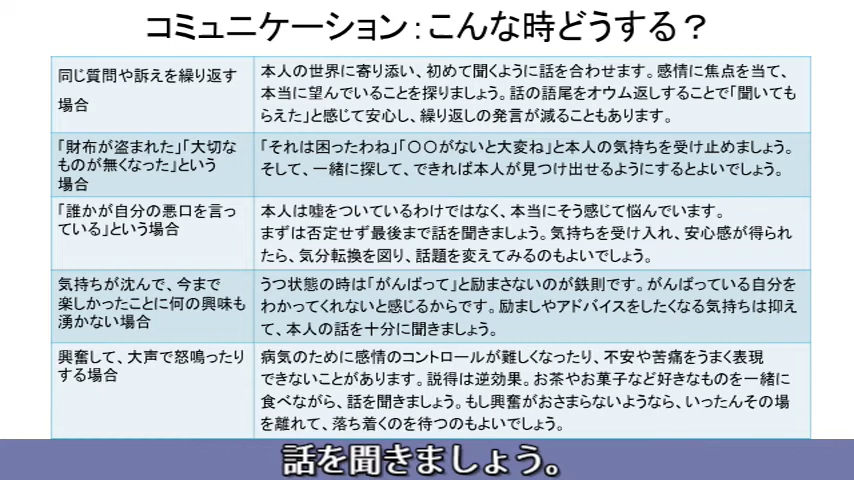 コミュニケーション：こんな時どうする？
同じ質問や訴えを繰り返す
場合
本人の世界に寄り添い、初めて聞くように話を合わせます。感情に焦点を当て、
本当に望んでいることを探りましょう。話の語尾をオウム返しすることで「聞いても
らえた」と感じて安心し、繰り返しの発言が減ることもあります。
「財布が盗まれた」「大切な
ものが無くなった」という
場合
「それは困ったわね」「〇〇がないと大変ね」と本人の気持ちを受け止めましょう。
そして、一緒に探して、できれば本人が見つけ出せるようにするとよいでしょう。
「誰かが自分の悪口を言っ
ている」という場合
本人は嘘をついているわけではなく、本当にそう感じて悩んでいます。
まずは否定せず最後まで話を聞きましょう。気持ちを受け入れ、安心感が得られ
たら、気分転換を図り、話題を変えてみるのもよいでしょう。
気持ちが沈んで、今まで
楽しかったことに何の興味も
湧かない場合
うつ状態の時は「がんばって」と励まさないのが鉄則です。がんばっている自分を
わかってくれないと感じるからです。励ましやアドバイスをしたくなる気持ちは抑え
て、本人の話を十分に聞きましょう。
興奮して、大声で怒鳴ったり
する場合
病気のために感情のコントロールが難しくなったり、不安や苦痛をうまく表現
できないことがあります。説得は逆効果。お茶やお菓子など好きなものを一緒に
食べながら、話を聞きましょう。もし興奮がおさまらないようなら、いったんその場
を離れて、落ち着くのを待つのもよいでしょう。
話を聞きましょう。